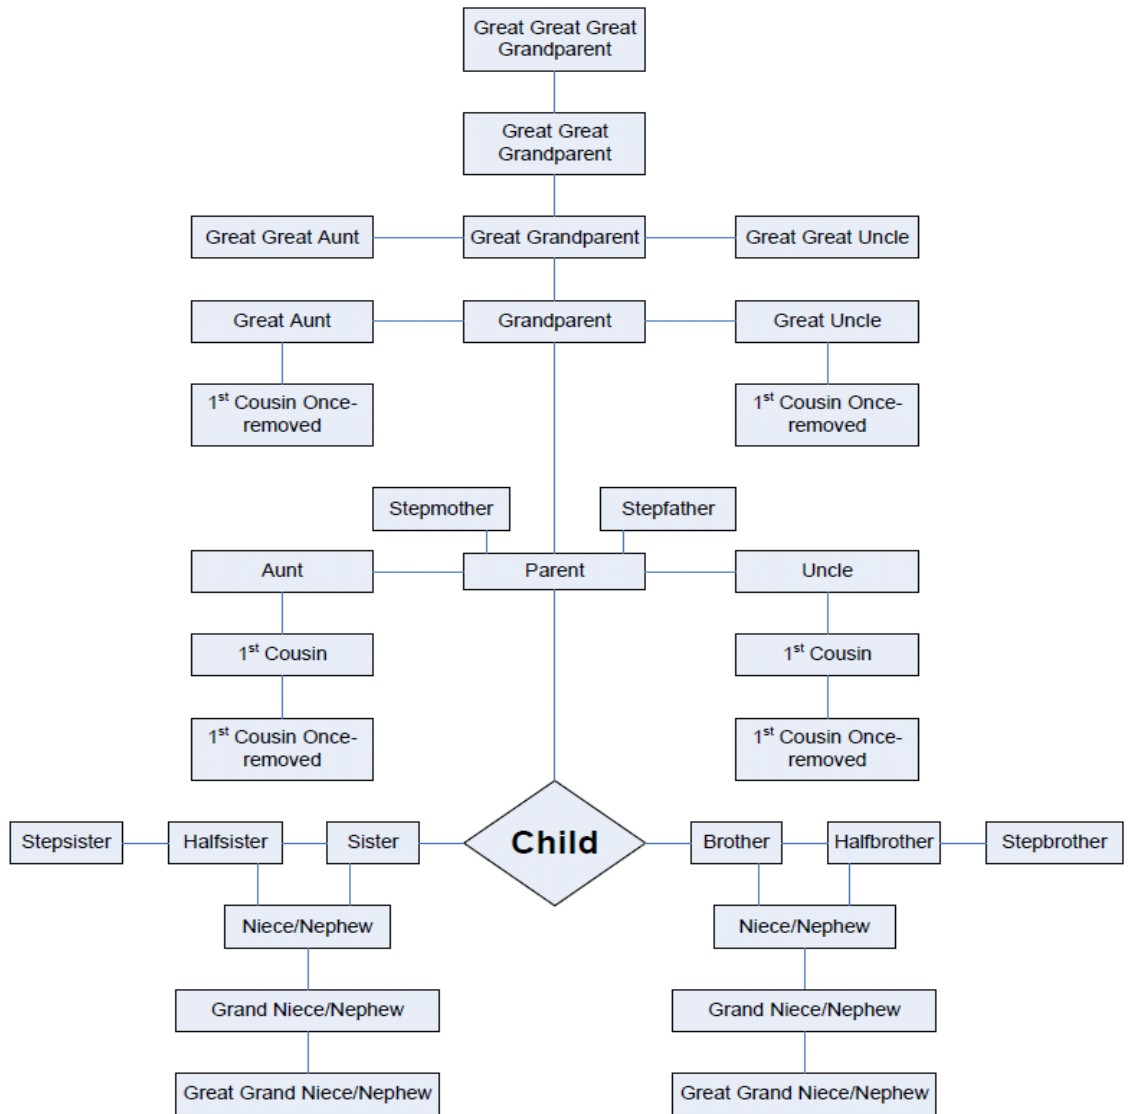 Great Great Great
Grandparent
Great Great
Grandparent
Great Great Aunt
Great Grandparent
Great Great Uncle
Great Aunt
Grandparent
Great Uncle
1st Cousin Once-
removed
1st Cousin Once-
removed
Stepmother
Stepfather
Aunt
Parent
Uncle
1st Cousin
1st Cousin
1st Cousin Once-
removed
1st Cousin Once-
removed
Stepsister
Halfsister
Sister
Child
Brother
Halfbrother
Stepbrother
Niece/Nephew
Niece/Nephew
Grand Niece/Nephew
Grand Niece/Nephew
Great Grand Niece/Nephew
Great Grand Niece/Nephew